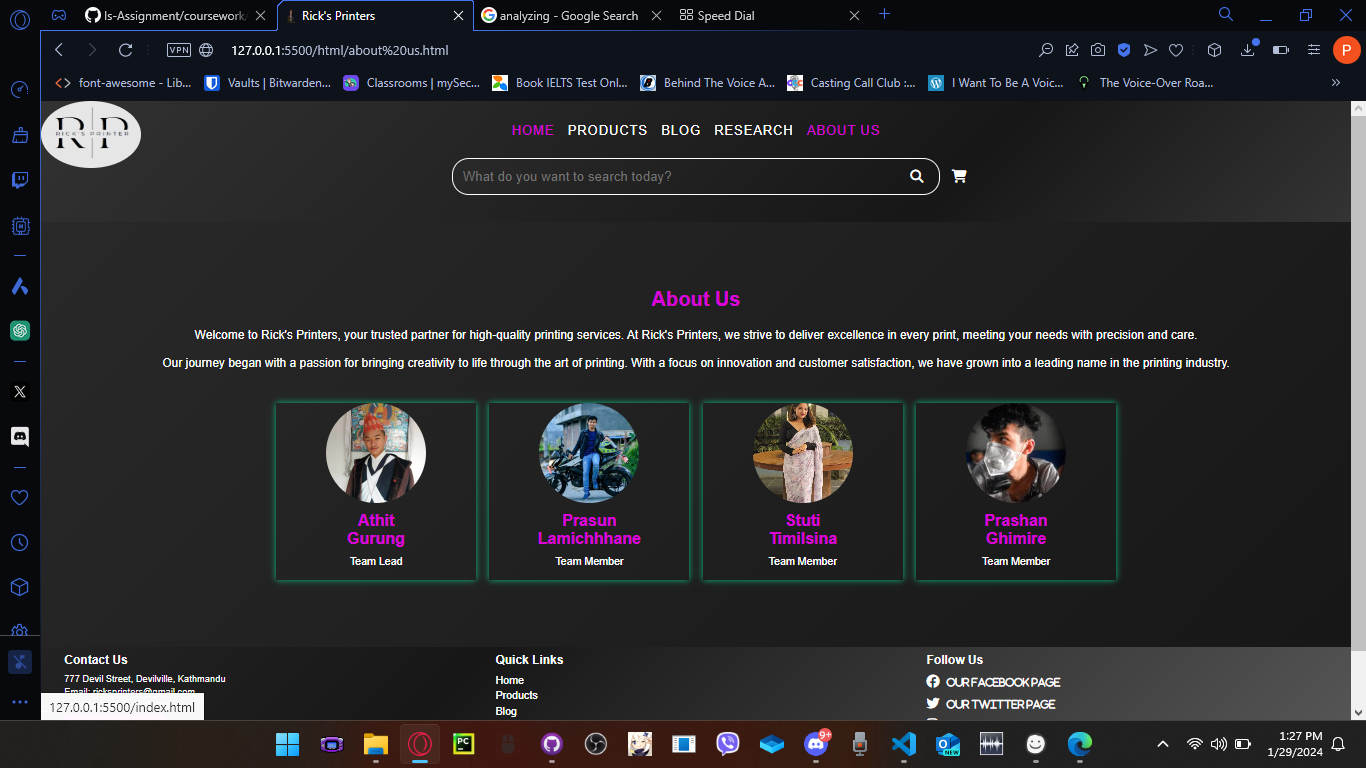 ls-Assignment/coursework
Rick's Printers
analyzing - Google Search
Speed Dial
VPN
127.0.0.1:5500/html/about%20us.html
P
font-awesome - Lib...
Vaults | Bitwarden...
Classrooms | mySec...
Book IELTS Test Onl...
Behind The Voice A...
Casting Call Club :...
I Want To Be A Voic...
The Voice-Over Roa...
RP
RICK'S PRINTER
HOME
PRODUCTS
BLOG
RESEARCH
ABOUT US
What do you want to search today?
About Us
Welcome to Rick's Printers, your trusted partner for high-quality printing services. At Rick's Printers, we strive to deliver excellence in every print, meeting your needs with precision and care.
Our journey began with a passion for bringing creativity to life through the art of printing. With a focus on innovation and customer satisfaction, we have grown into a leading name in the printing industry.
Athit
Gurung
Team Lead
Prasun
Lamichhhane
Team Member
Stuti
Timilsina
Team Member
Prashan
Ghimire
Team Member
Contact Us
777 Devil Street, Devilville, Kathmandu
Email: ricksprinters@gmail.com
Quick Links
Home
Products
Blog
Follow Us
OUR FACEBOOK PAGE
OUR TWITTER PAGE
127.0.0.1:5500/index.html
PC
9+
NEW
1:27 PM
1/29/2024